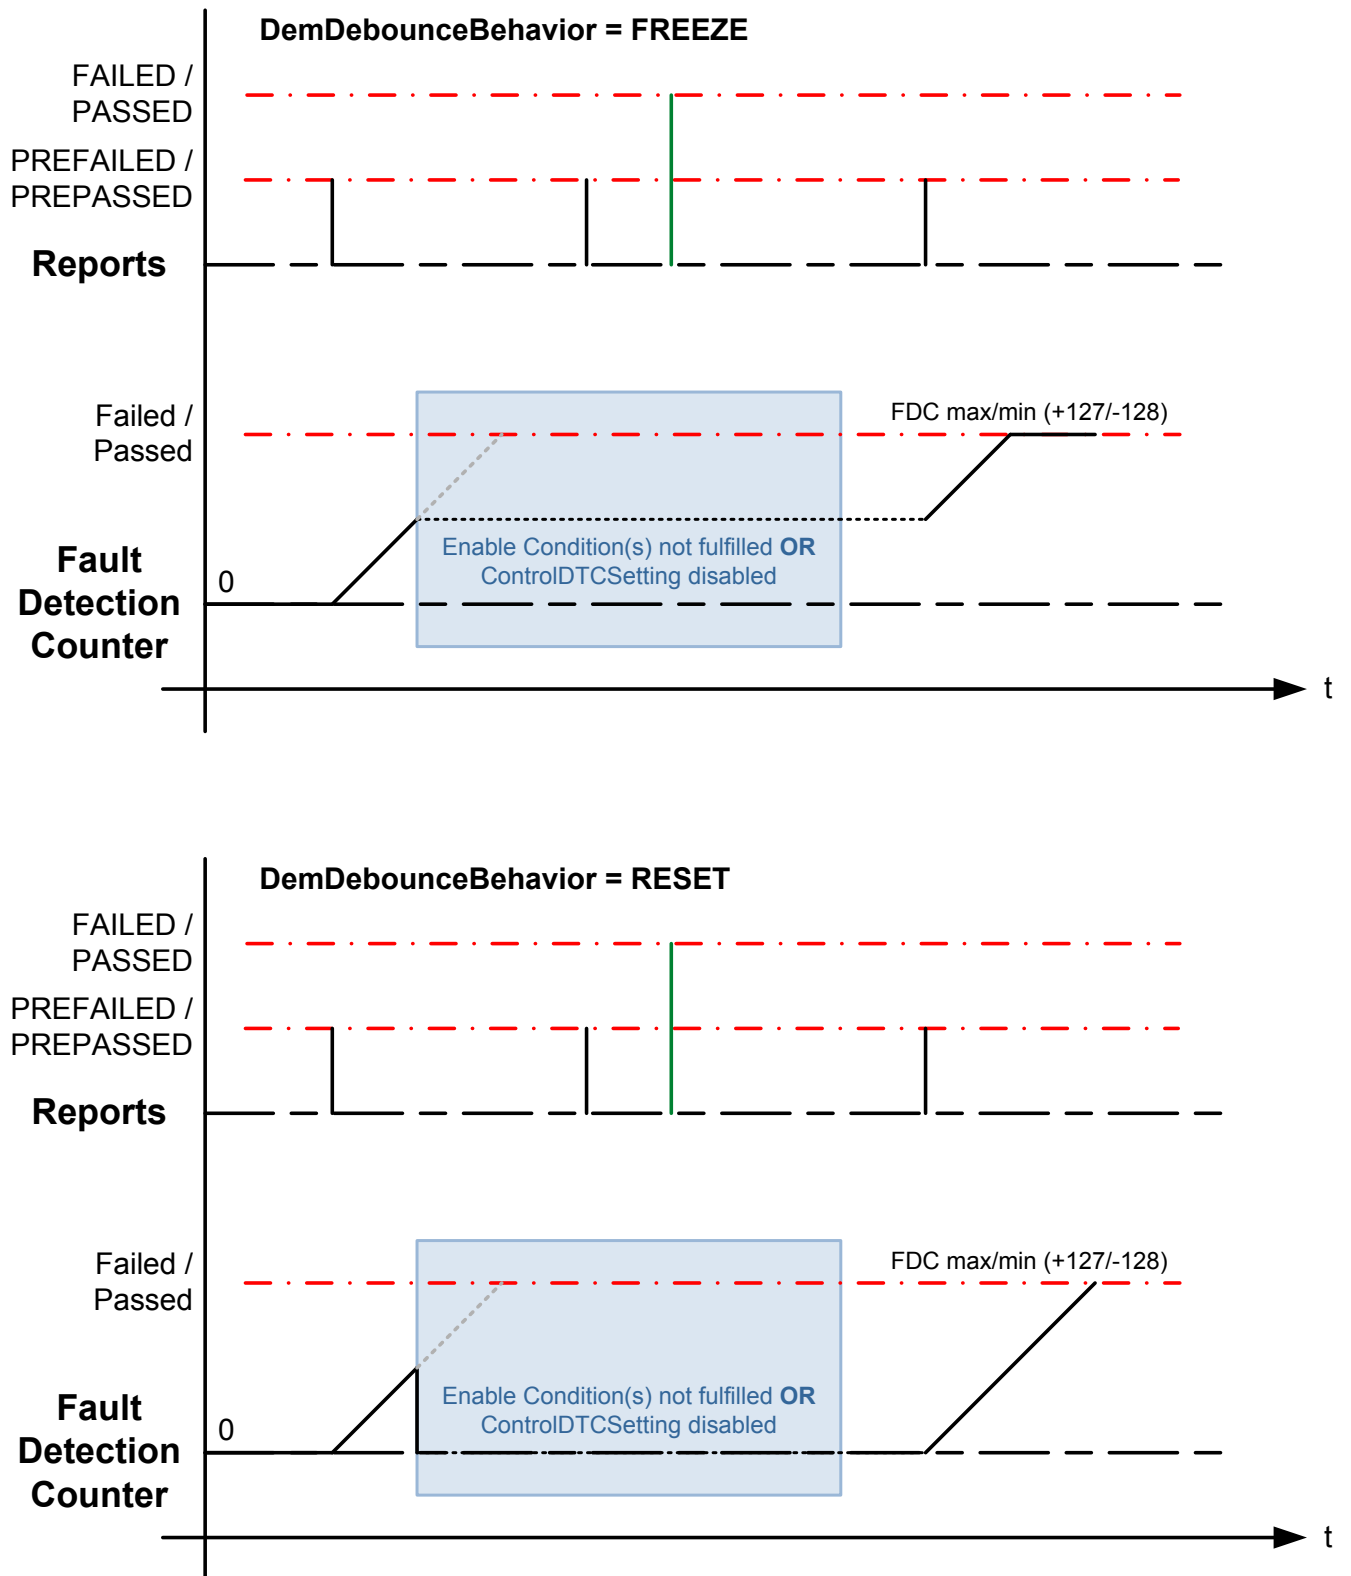 DemDebounceBehavior = FREEZE
FAILED /
PASSED
PREFAILED /
PREPASSED
Reports
Failed /
Passed
FDC max/min (+127/-128)
Enable Condition(s) not fulfilled OR
ControlDTCSetting disabled
Fault
Detection
Counter
0
t
DemDebounceBehavior = RESET
FAILED /
PASSED
PREFAILED /
PREPASSED
Reports
Failed /
Passed
FDC max/min (+127/-128)
Enable Condition(s) not fulfilled OR
ControlDTCSetting disabled
Fault
Detection
Counter
0
t